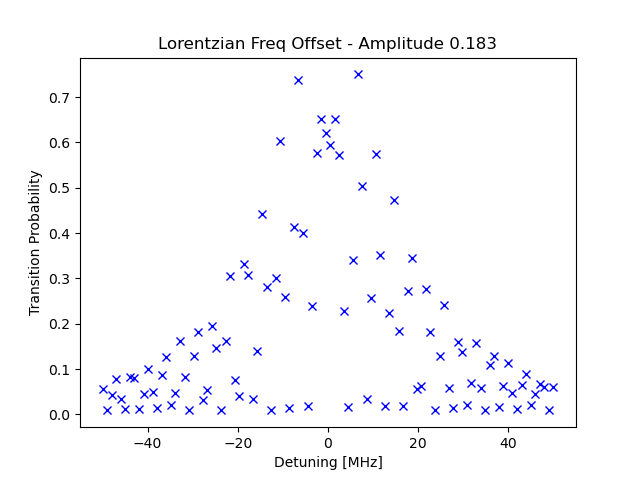 Lorentzian Freq Offset - Amplitude 0.183
Transition Probability
0.7
0.6
0.5
0.4
0.3
0.2
0.1
0.0
−40 −20 0 20 40
Detuning [MHz]